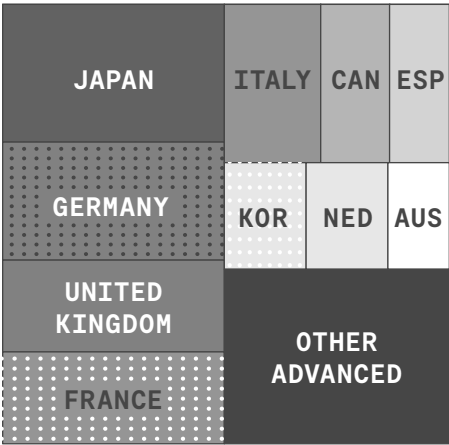 JAPAN
ITALY
CAN
ESP
GERMANY
KOR
NED
AUS
UNITED
KINGDOM
OTHER
ADVANCED
FRANCE